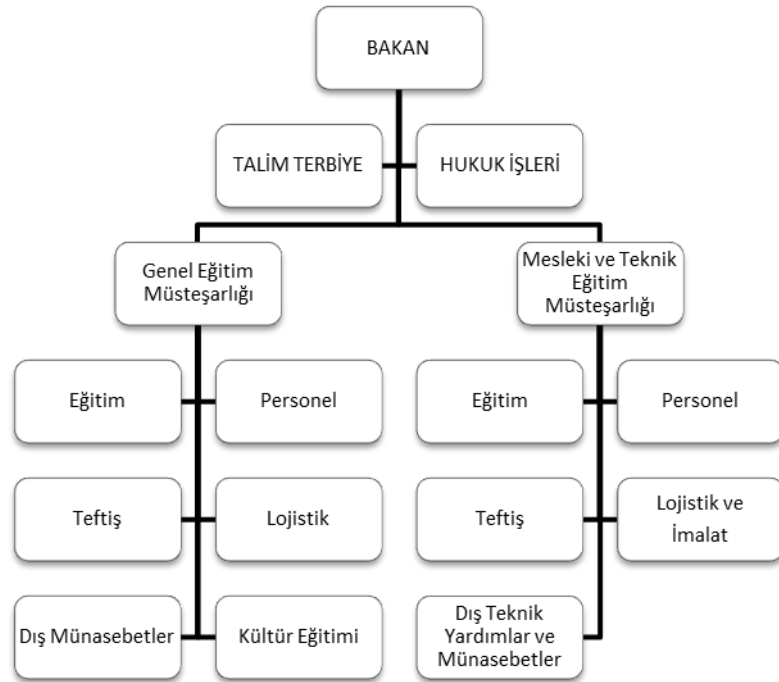 BAKAN
TALİM TERBİYE
HUKUK İŞLERİ
Genel Eğitim
Müsteşarlığı
Mesleki ve Teknik
Eğitim
Müsteşarlığı
Eğitim
Personel
Eğitim
Personel
Teftiş
Lojistik
Teftiş
Lojistik ve
İmalat
Dış Münasebetler
Kültür Eğitimi
Dış Teknik
Yardımlar ve
Münasebetler